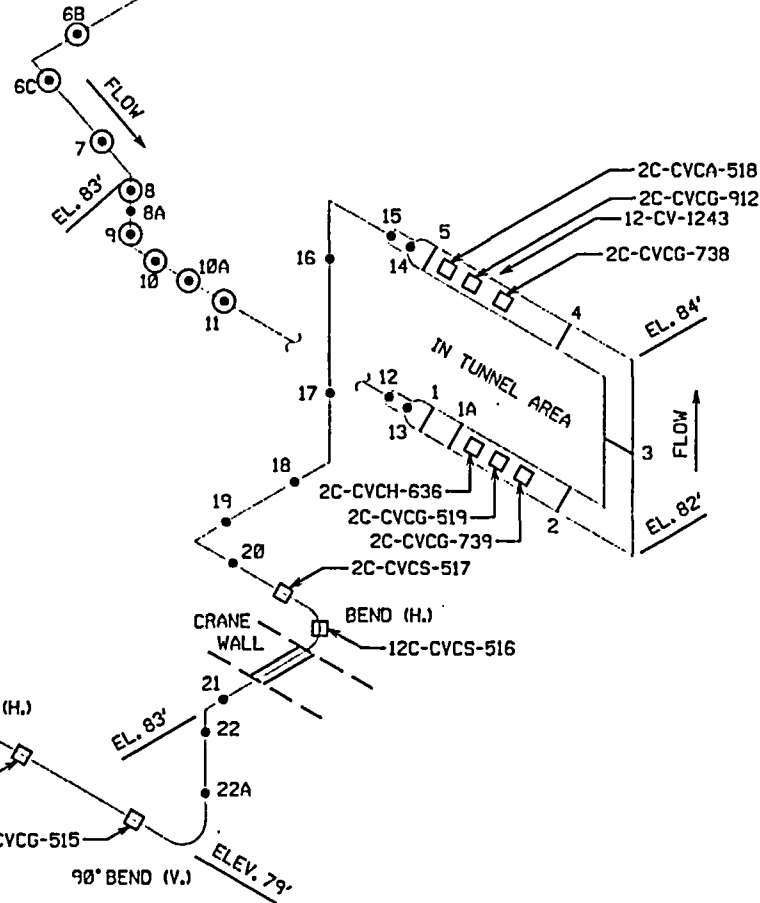 6B
6C
FLOW
7
EL. 83'
8
8A
9
10
10A
11
15
5
14
16
2C-CVCA-518
2C-CVCG-912
12-CV-1243
2C-CVCG-738
4
EL. 84'
IN TUNNEL AREA
17
12
1
1A
13
3
FLOW
18
2C-CVCH-636
2C-CVCG-519
2C-CVCG-739
2
EL. 82'
19
20
2C-CVCS-517
CRANE
WALL
BEND (H.)
12C-CVCS-516
21
(H.)
EL. 83'
22
22A
CVCG-515
90° BEND (V.)
ELEV. 79'